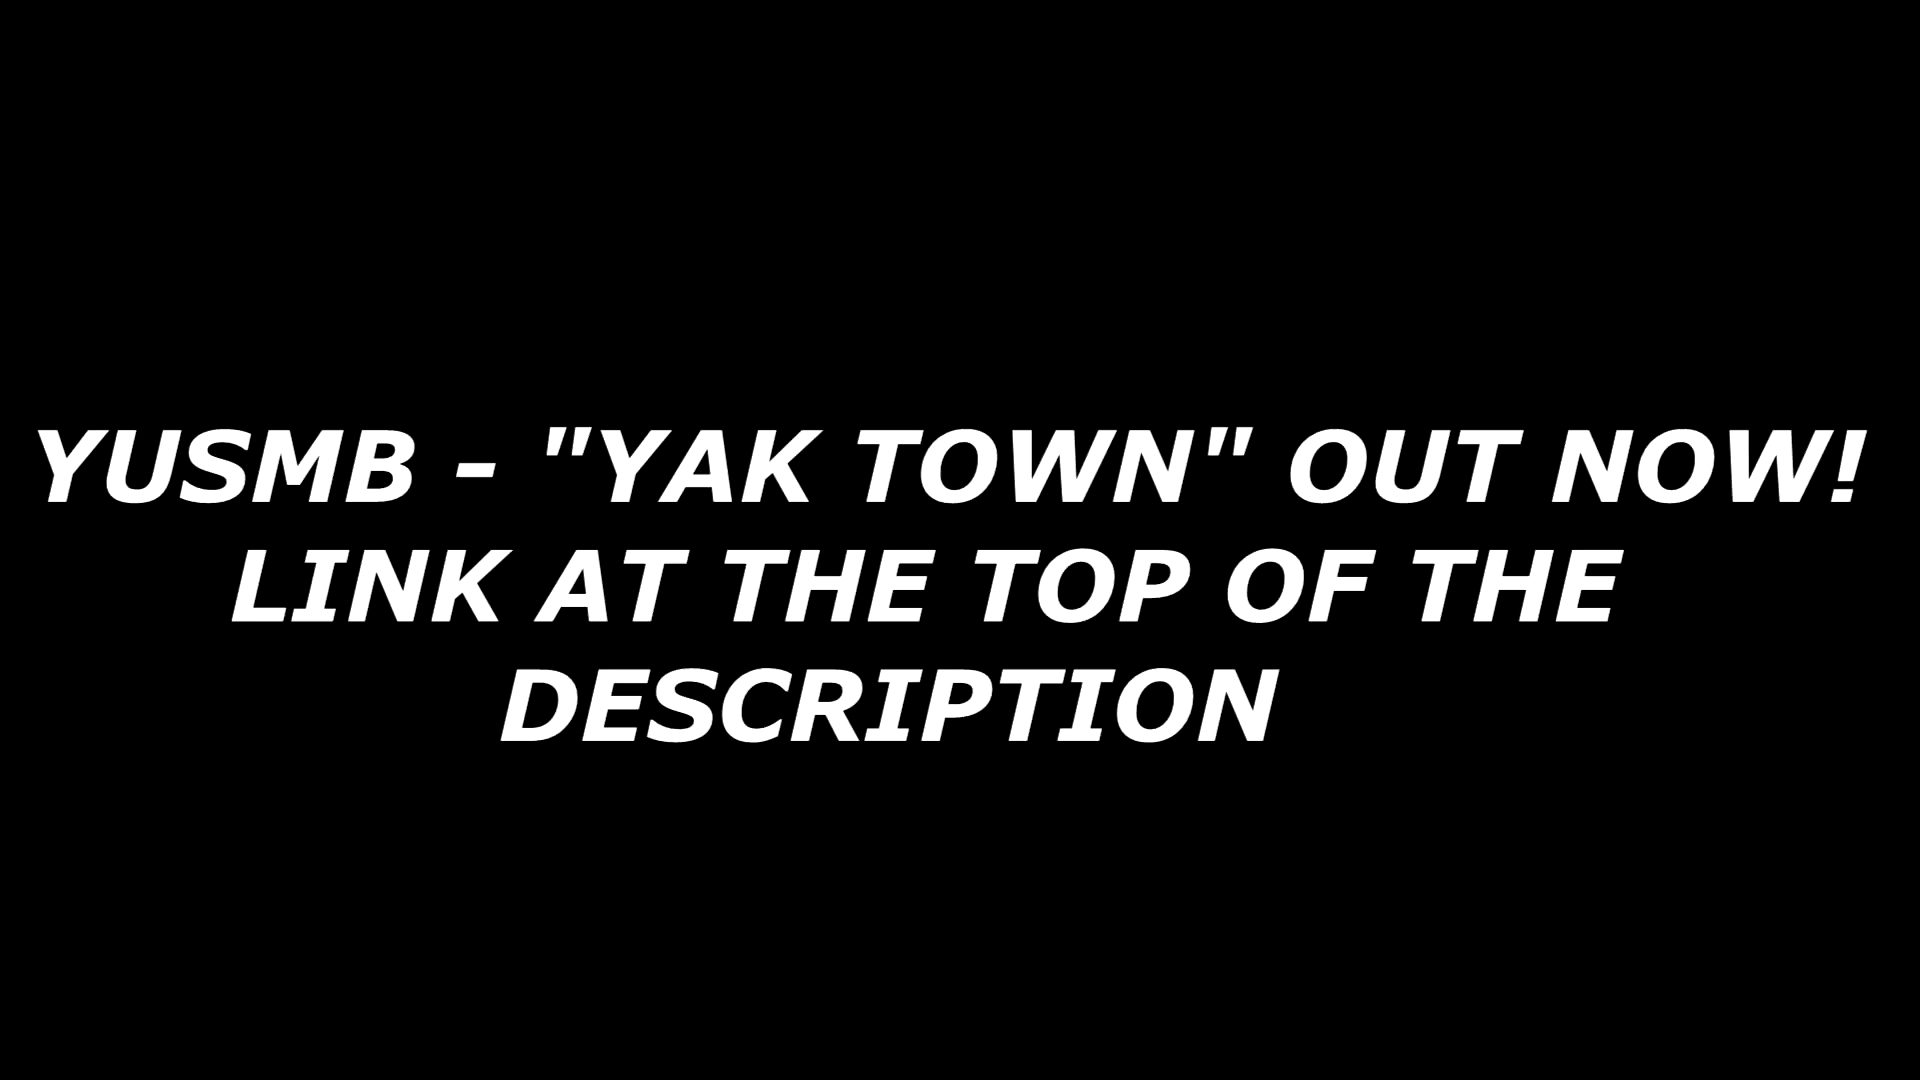 YUSMB - "YAK TOWN" OUT NOW!
LINK AT THE TOP OF THE
DESCRIPTION